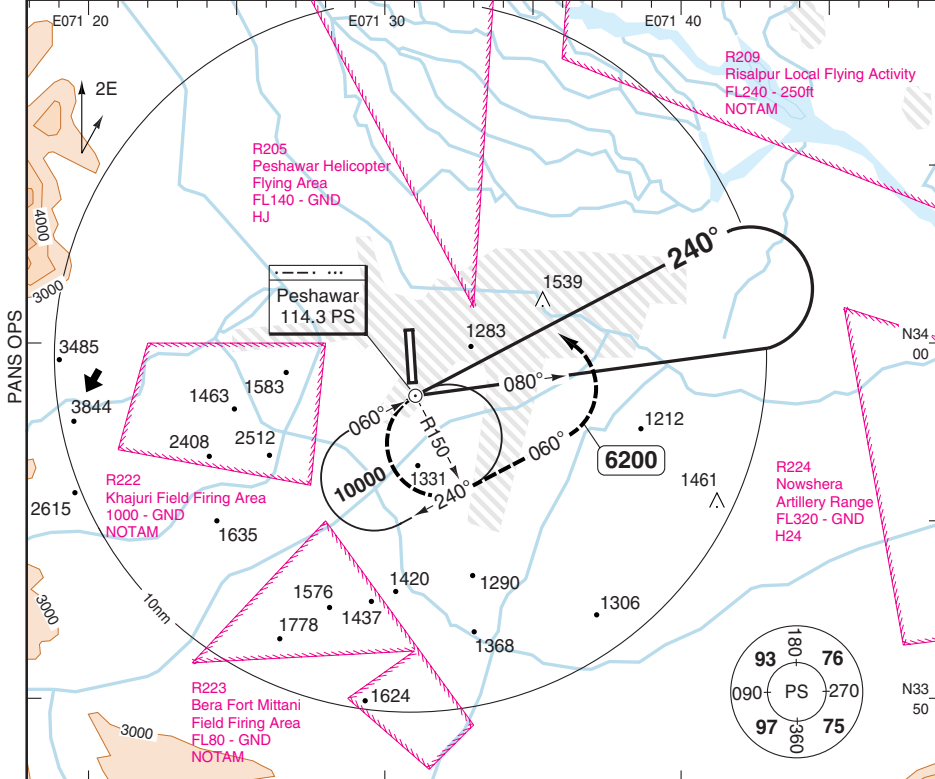 E071 20
E071 30
E071 40
2E
R209
Risalpur Local Flying Activity
FL240 - 250ft
NOTAM
R205
Peshawar Helicopter
Flying Area
FL140 - GND
HJ
4000
3000
240°
Peshawar
114.3 PS
1539
1283
N34
00
PANS OPS
3485
3844
1583
1463
2408
2512
080°
060°
R150
1212
060°
6200
10000
1331
240°
1461
R222
Khajuri Field Firing Area
1000 - GND
NOTAM
2615
1635
R224
Nowshera
Artillery Range
FL320 - GND
H24
3000
10nm
1576
1420
1290
1437
1778
1306
1368
93
180
76
090
PS
270
97
360
75
N33
50
R223
Bera Fort Mittani
Field Firing Area
FL80 - GND
NOTAM
1624
3000